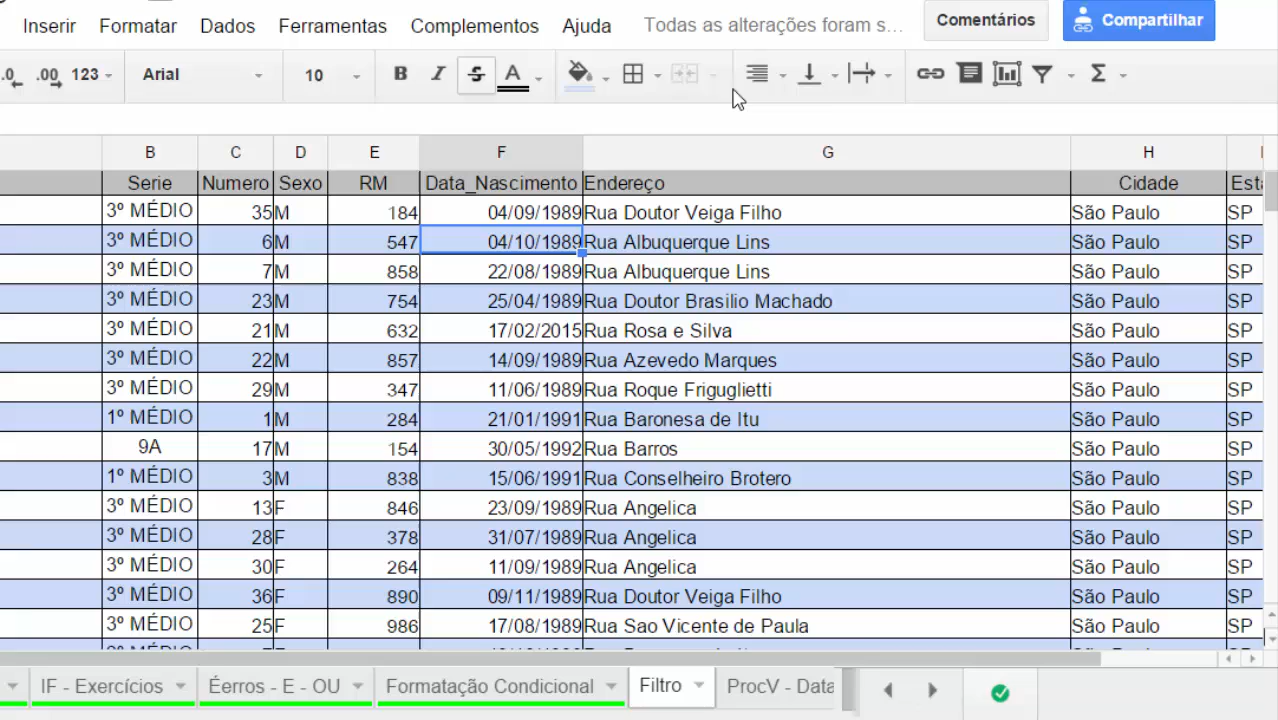 Inserir Formatar Dados Ferramentas Complementos Ajuda Todas as alterações foram s... Comentários Compartilhar
.0 .00 123 Arial 10 B I S A Σ
B C D E F G H
Serie Numero Sexo RM Data_Nascimento Endereço Cidade Esta
3º MÉDIO 35 M 184 04/09/1989 Rua Doutor Veiga Filho São Paulo SP
3º MÉDIO 6 M 547 04/10/1989 Rua Albuquerque Lins São Paulo SP
3º MÉDIO 7 M 858 22/08/1989 Rua Albuquerque Lins São Paulo SP
3º MÉDIO 23 M 754 25/04/1989 Rua Doutor Brasilio Machado São Paulo SP
3º MÉDIO 21 M 632 17/02/2015 Rua Rosa e Silva São Paulo SP
3º MÉDIO 22 M 857 14/09/1989 Rua Azevedo Marques São Paulo SP
3º MÉDIO 29 M 347 11/06/1989 Rua Roque Friguglietti São Paulo SP
1º MÉDIO 1 M 284 21/01/1991 Rua Baronesa de Itu São Paulo SP
9A 17 M 154 30/05/1992 Rua Barros São Paulo SP
1º MÉDIO 3 M 838 15/06/1991 Rua Conselheiro Brotero São Paulo SP
3º MÉDIO 13 F 846 23/09/1989 Rua Angelica São Paulo SP
3º MÉDIO 28 F 378 31/07/1989 Rua Angelica São Paulo SP
3º MÉDIO 30 F 264 11/09/1989 Rua Angelica São Paulo SP
3º MÉDIO 36 F 890 09/11/1989 Rua Doutor Veiga Filho São Paulo SP
3º MÉDIO 25 F 986 17/08/1989 Rua Sao Vicente de Paula São Paulo SP
IF - Exercícios Éerros - E - OU Formatação Condicional Filtro ProcV - Data